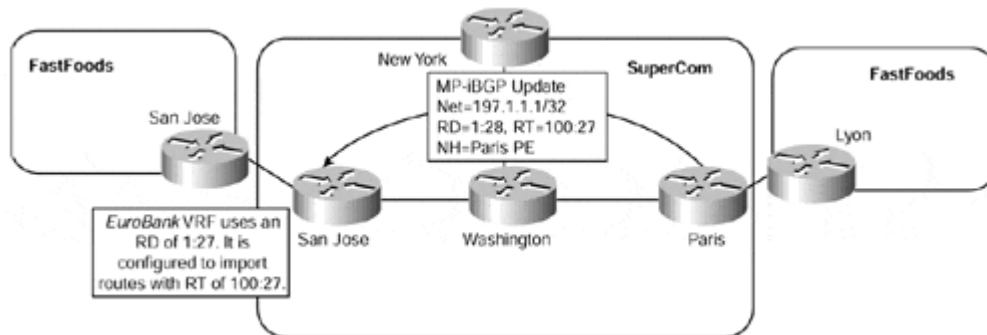 New York
FastFoods
SuperCom
FastFoods
MP-iBGP Update
Net=197.1.1.1/32
RD=1:28, RT=100:27
NH=Paris PE
San Jose
Lyon
EuroBank VRF uses an
RD of 1:27. It is
configured to import
routes with RT of 100:27.
San Jose
Washington
Paris